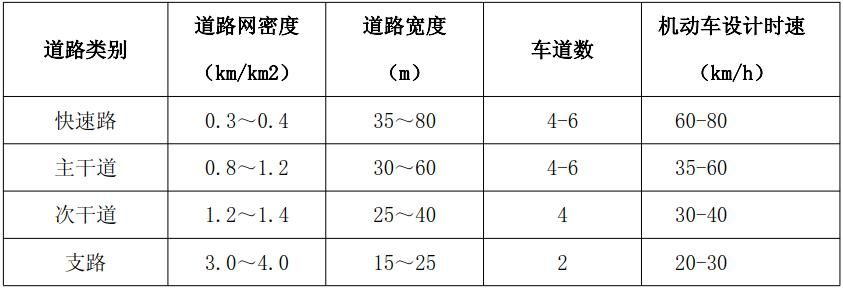 道路类别 道路网密度（km/km2） 道路宽度（m） 车道数 机动车设计时速（km/h）
快速路 0.3～0.4 35～80 4-6 60-80
主干道 0.8～1.2 30～60 4-6 35-60
次干道 1.2～1.4 25～40 4 30-40
支路 3.0～4.0 15～25 2 20-30